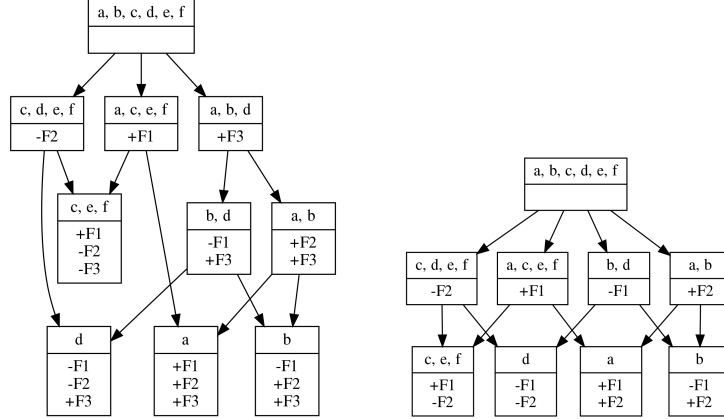 a, b, c, d, e, f
c, d, e, f
-F2
a, c, e, f
+F1
a, b, d
+F3
c, e, f
+F1
-F2
-F3
b, d
-F1
+F3
a, b
+F2
+F3
d
-F1
-F2
+F3
a
+F1
+F2
+F3
b
-F1
+F2
+F3
a, b, c, d, e, f
c, d, e, f
-F2
a, c, e, f
+F1
b, d
-F1
a, b
+F2
c, e, f
+F1
-F2
d
-F1
-F2
a
+F1
+F2
b
-F1
+F2